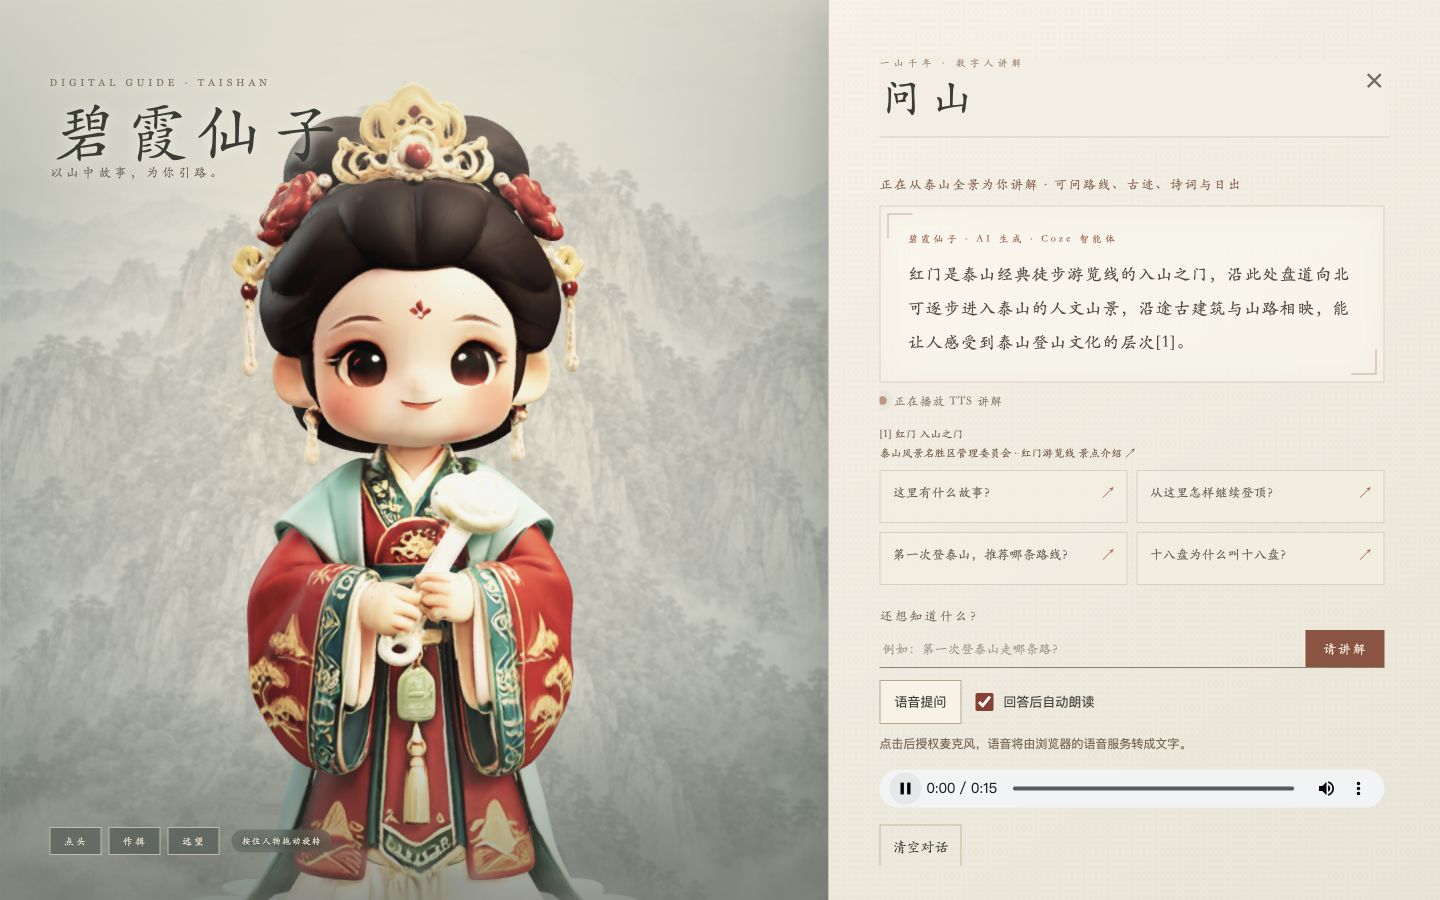 DIGITAL GUIDE · TAISHAN
碧霞仙子
以山中故事，为你引路。
点头
作揖
远望
按住人物拖动旋转
一山千年 · 数字人讲解
问山
×
正在从泰山全景为你讲解 · 可问路线、古迹、诗词与日出
碧霞仙子 · AI 生成 · Coze 智能体
红门是泰山经典徒步游览线的入山之门，沿此处盘道向北
可逐步进入泰山的人文山景，沿途古建筑与山路相映，能
让人感受到泰山登山文化的层次[1]。
正在播放 TTS 讲解
[1] 红门 入山之门
泰山风景名胜区管理委员会 · 红门游览线 景点介绍 ↗
这里有什么故事？ ↗
从这里怎样继续登顶？ ↗
第一次登泰山，推荐哪条路线？ ↗
十八盘为什么叫十八盘？ ↗
还想知道什么？
例如：第一次登泰山走哪条路？
请讲解
语音提问
回答后自动朗读
点击后授权麦克风，语音将由浏览器的语音服务转成文字。
0:00 / 0:15
清空对话